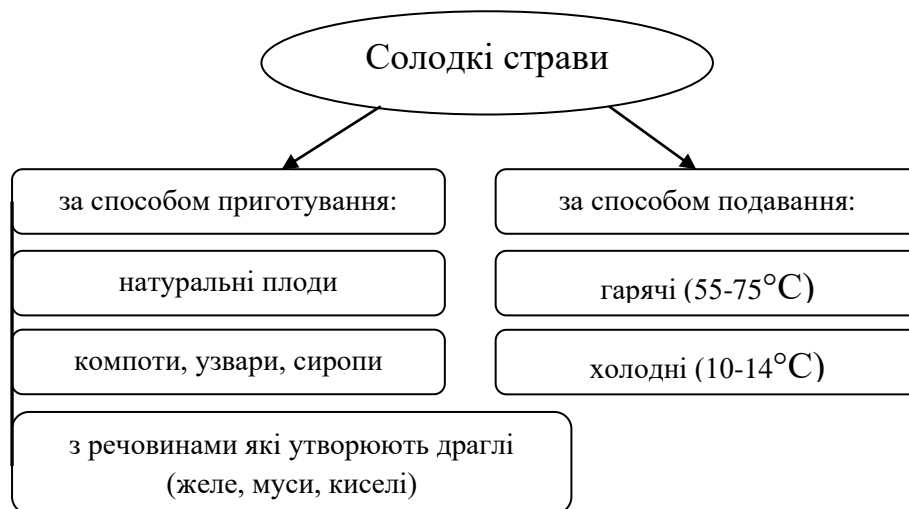 Солодкі страви
за способом приготування:
натуральні плоди
компоти, узвари, сиропи
з речовинами які утворюють драглі
(желе, муси, киселі)
за способом подавання:
гарячі (55-75°С)
холодні (10-14°С)